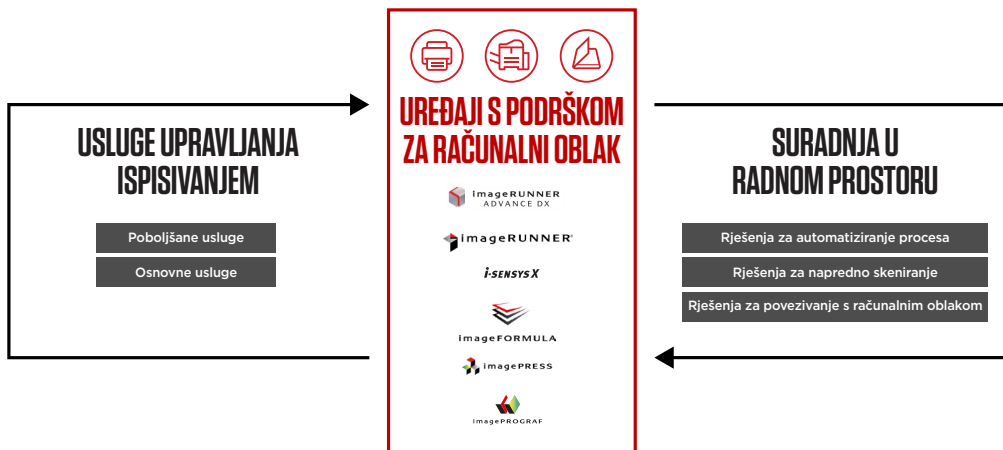 USLUGE UPRAVLJANJA
ISPISIVANJEM
Poboljšane usluge
Osnovne usluge
UREĐAJI S PODRŠKOM
ZA RAČUNALNI OBLAK
imageRUNNER
ADVANCE DX
imageRUNNER®
i-SENSYS X
imageFORMULA
imagePRESS
imagePROGRAF
SURADNJA U
RADNOM PROSTORU
Rješenja za automatiziranje procesa
Rješenja za napredno skeniranje
Rješenja za povezivanje s računalnim oblakom